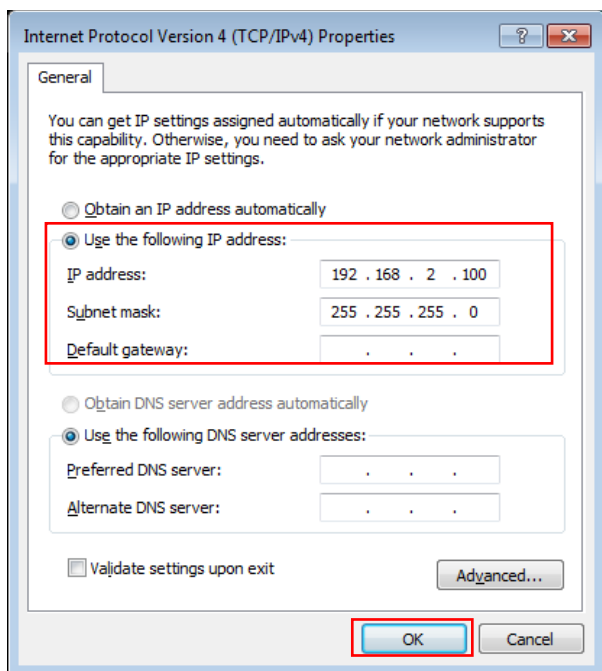 Internet Protocol Version 4 (TCP/IPv4) Properties
General
You can get IP settings assigned automatically if your network supports
this capability. Otherwise, you need to ask your network administrator
for the appropriate IP settings.
Obtain an IP address automatically
Use the following IP address:
IP address: 192 . 168 . 2 . 100
Subnet mask: 255 . 255 . 255 . 0
Default gateway: . . .
Obtain DNS server address automatically
Use the following DNS server addresses:
Preferred DNS server: . . .
Alternate DNS server: . . .
Validate settings upon exit
Advanced...
OK Cancel